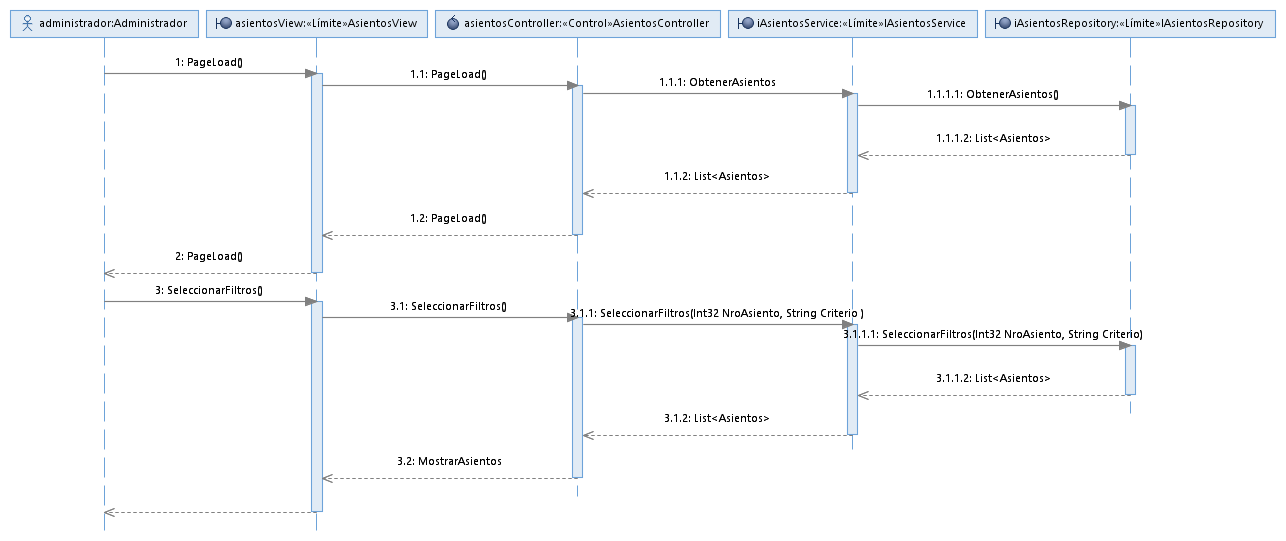 administrador:Administrador
asientosView:«Límite»AsientosView
asientosController:«Control»AsientosController
iAsientosService:«Límite»IAsientosService
iAsientosRepository:«Límite»IAsientosRepository
1: PageLoad()
1.1: PageLoad()
1.1.1: ObtenerAsientos
1.1.1.1: ObtenerAsientos()
1.1.1.2: List<Asientos>
1.1.2: List<Asientos>
1.2: PageLoad()
2: PageLoad()
3: SeleccionarFiltros()
3.1: SeleccionarFiltros()
3.1.1: SeleccionarFiltros(Int32 NroAsiento, String Criterio )
3.1.1.1: SeleccionarFiltros(Int32 NroAsiento, String Criterio)
3.1.1.2: List<Asientos>
3.1.2: List<Asientos>
3.2: MostrarAsientos